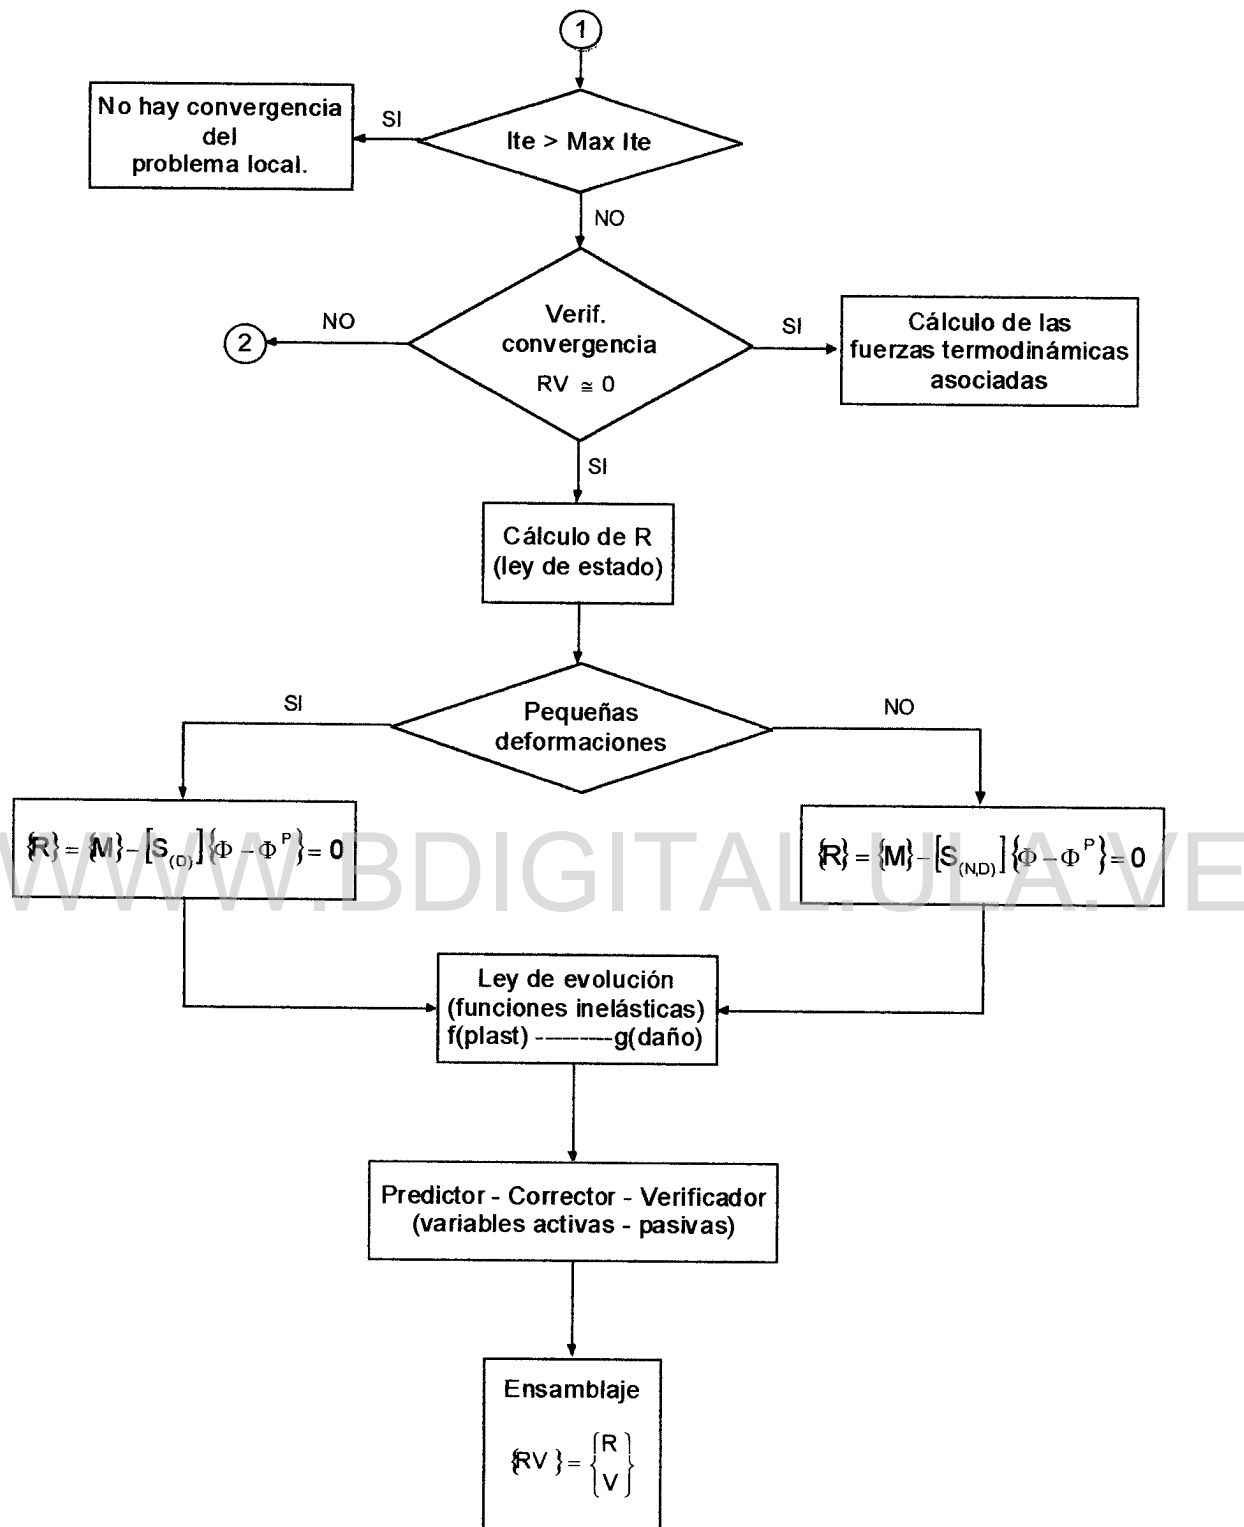 1
No hay convergencia
del
problema local.
SI
Ite > Max Ite
NO
2
NO
Verif.
convergencia
RV ≅ 0
SI
Cálculo de las
fuerzas termodinámicas
asociadas
SI
Cálculo de R
(ley de estado)
SI
Pequeñas
deformaciones
NO
{R} = {M} − [S(D)]{Φ − Φ^P} = 0
{R} = {M} − [S(N,D)]{Φ − Φ^P} = 0
WWW.BDIGITAL.ULA.VE
Ley de evolución
(funciones inelásticas)
f(plast) ----------g(daño)
Predictor - Corrector - Verificador
(variables activas - pasivas)
Ensamblaje
{RV} = {R
V}